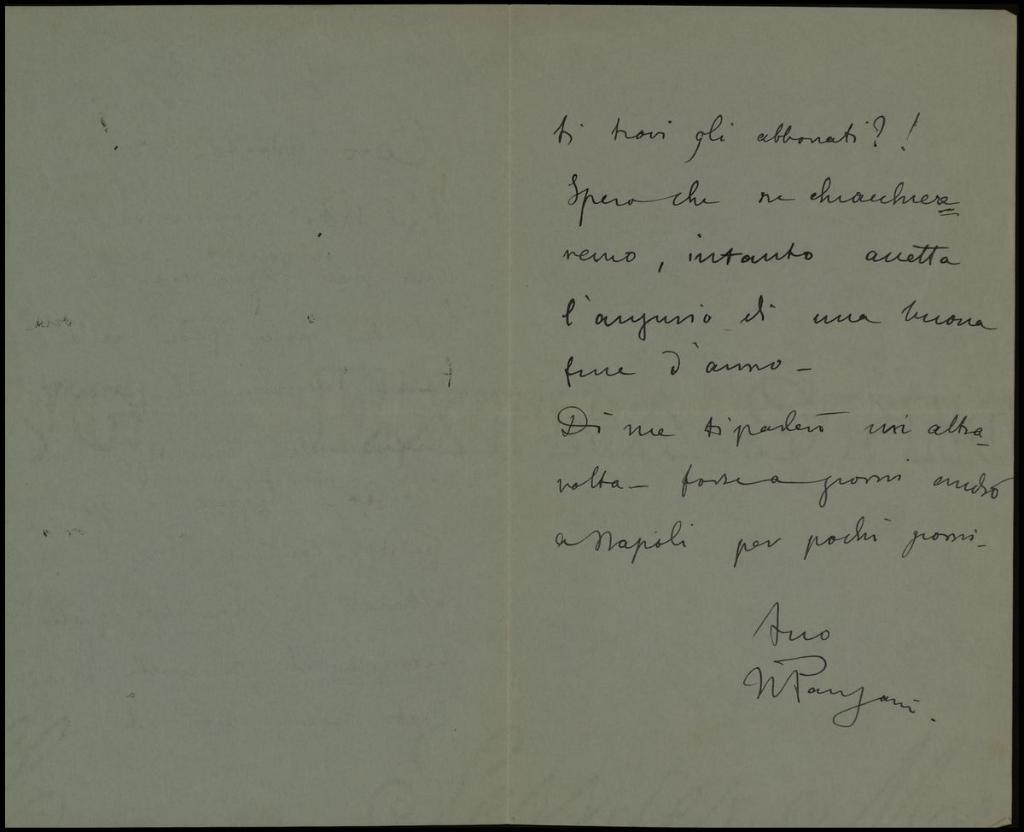 ti trovi gli abbonati?!
Spero che ne chiacchiere
remo, intanto accetta
l'augurio di una buona
fine d'anno -
Di me ti parlerò un'altra
volta - forse a giorni andrò
a Napoli per pochi giorni -
tuo
Panzani.